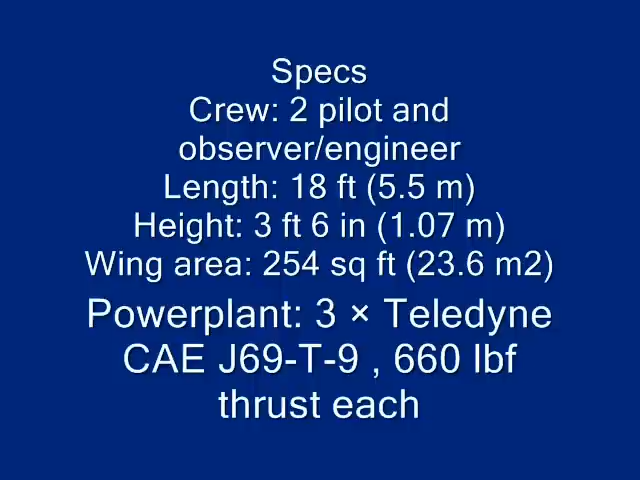 Specs
Crew: 2 pilot and
observer/engineer
Length: 18 ft (5.5 m)
Height: 3 ft 6 in (1.07 m)
Wing area: 254 sq ft (23.6 m2)
Powerplant: 3 × Teledyne
CAE J69-T-9 , 660 lbf
thrust each